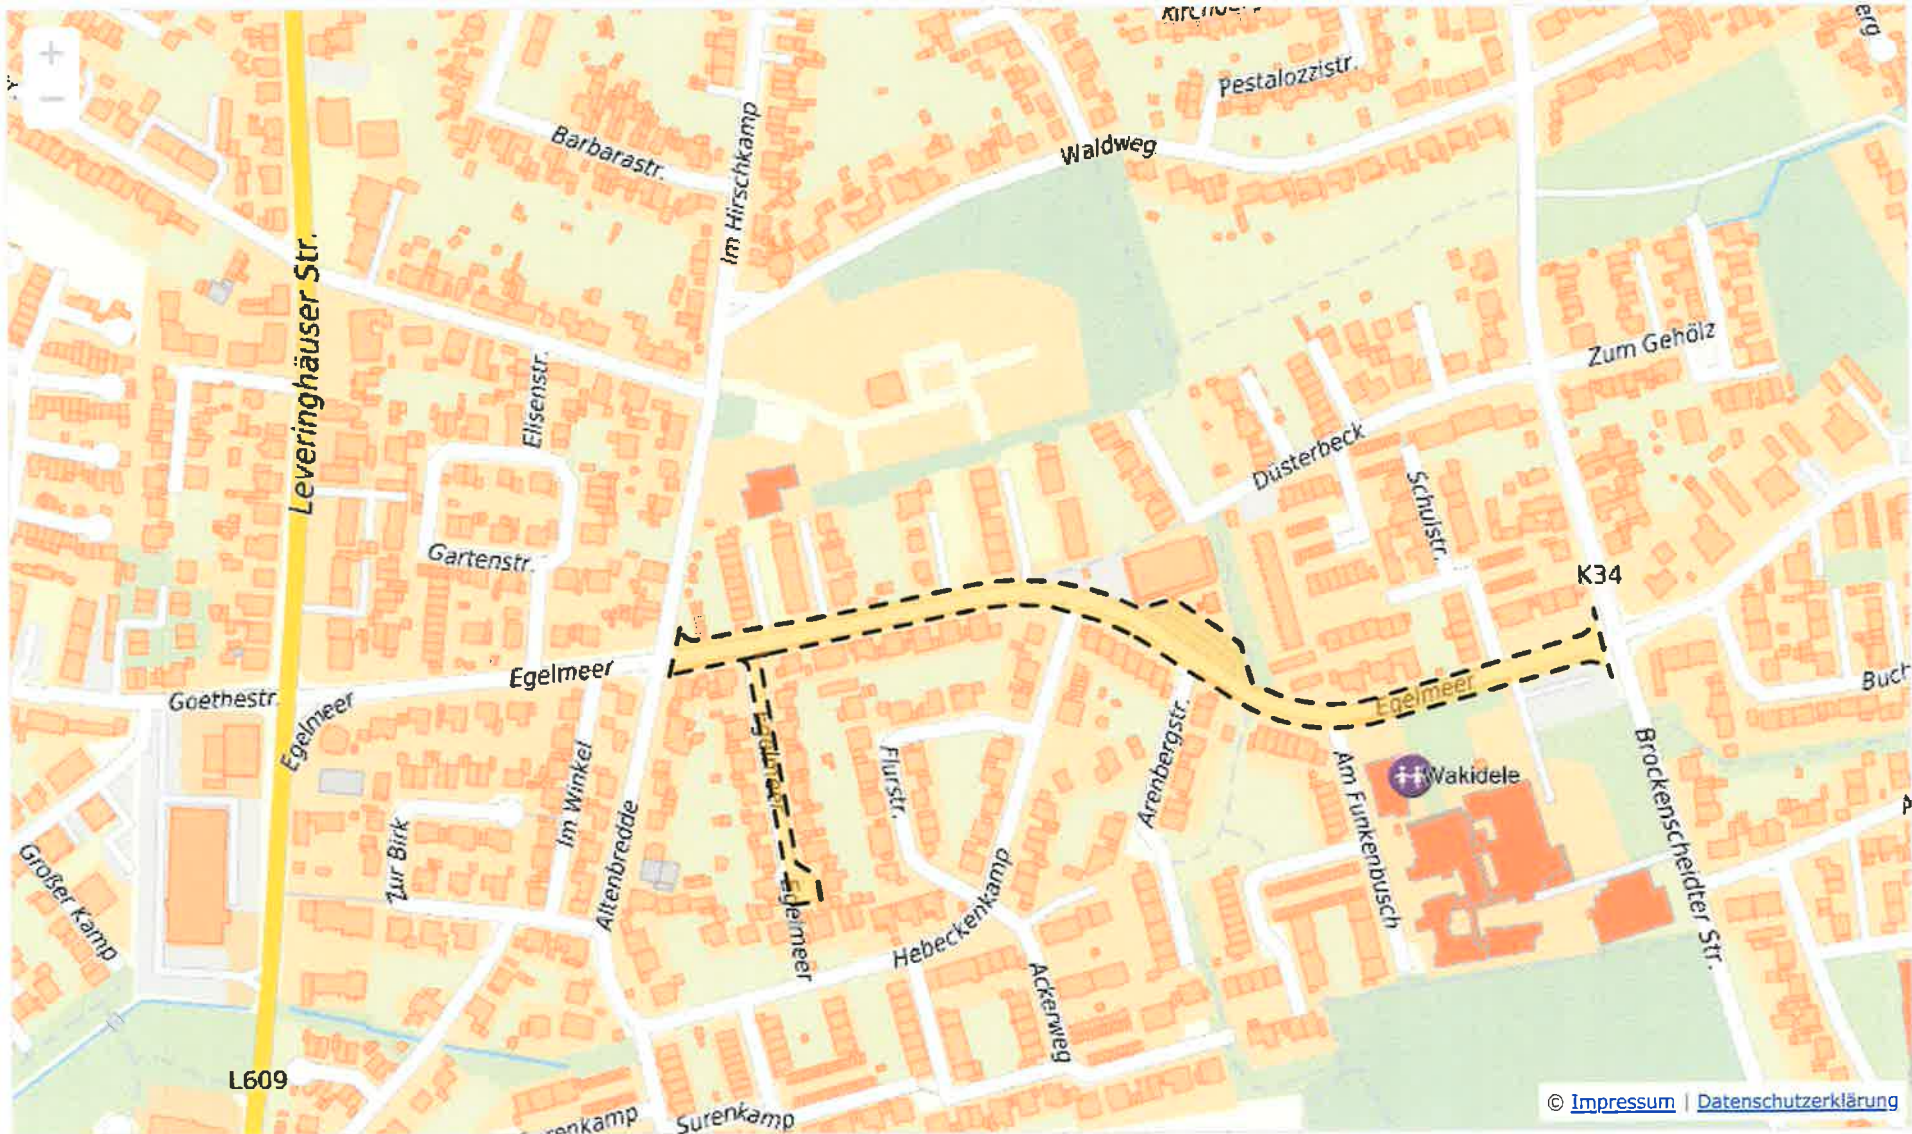 +
−
Pestalozzistr.
Barbarastr.
Waldweg
Im Hirschkamp
Leveringhäuser Str.
Zum Gehölz
Elisenstr.
Düsterbeck
Schulstr.
Gartenstr.
K34
Egelmeer
Goethestr.
Egelmeer
Egelmeer
Egelmeer
Flurstr.
Arenbergstr.
Im Winkel
Am Funkenbusch
Wakidele
Brockenscheidter Str.
Zur Birk
Altenbredde
Großer Kamp
Egelmeer
Egelmeer
Hebeckenkamp
Ackerweg
L609
Surenkamp
© Impressum | Datenschutzerklärung